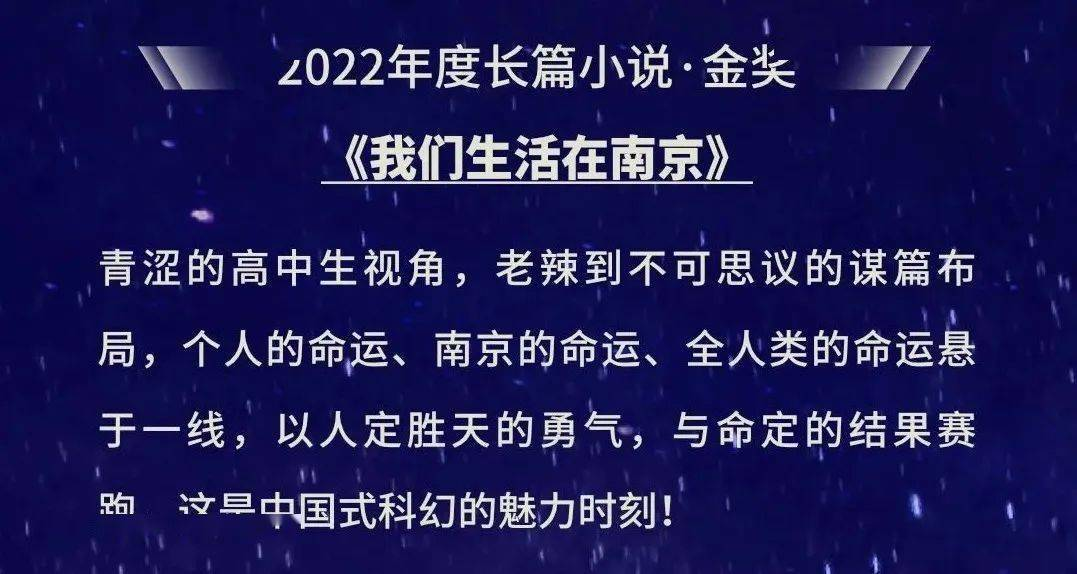 2022年度长篇小说·金奖
《我们生活在南京》
青涩的高中生视角，老辣到不可思议的谋篇布
局，个人的命运、南京的命运、全人类的命运悬
于一线，以人定胜天的勇气，与命定的结果赛
跑，这是中国式科幻的魅力时刻！